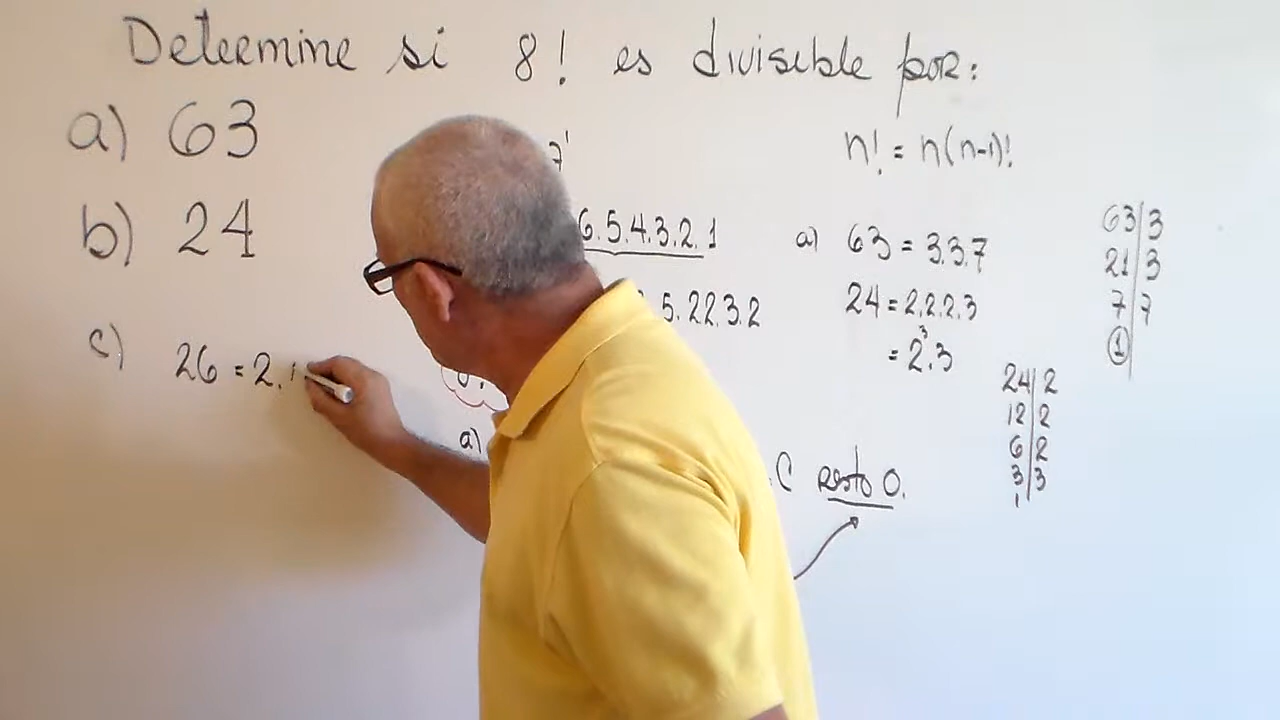 Determine si 8! es divisible por:
a) 63
b) 24
c) 26 = 2.
7¹
6.5.4.3.2.1
5.2.2.3.2
a)
n! = n(n-1)!
a) 63 = 3.3.7
24 = 2.2.2.3
= 2³.3
.C resto 0.
63 | 3
21 | 3
7 | 7
1
24 | 2
12 | 2
6 | 2
3 | 3
1